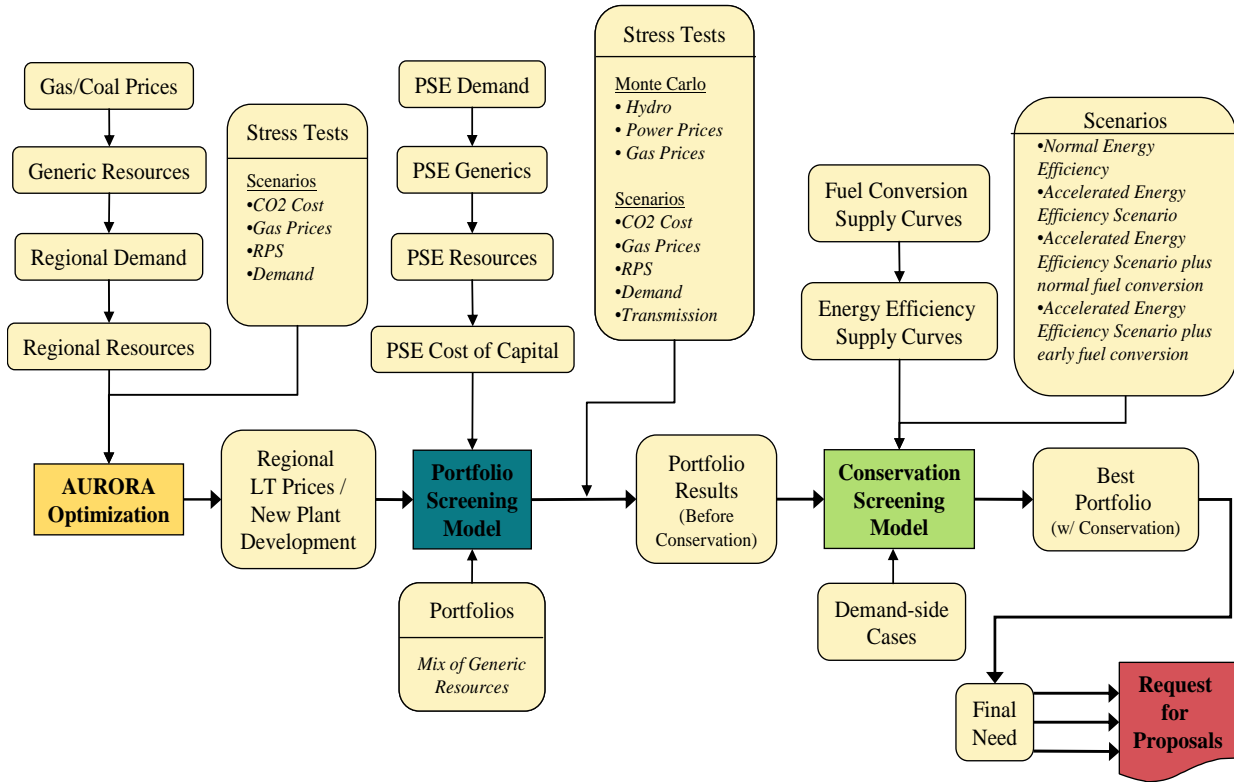 Gas/Coal Prices
Generic Resources
Regional Demand
Regional Resources
Stress Tests
Scenarios
•CO2 Cost
•Gas Prices
•RPS
•Demand
PSE Demand
PSE Generics
PSE Resources
PSE Cost of Capital
Stress Tests
Monte Carlo
• Hydro
• Power Prices
• Gas Prices
Scenarios
•CO2 Cost
•Gas Prices
•RPS
•Demand
•Transmission
Fuel Conversion
Supply Curves
Energy Efficiency
Supply Curves
Scenarios
•Normal Energy
Efficiency
•Accelerated Energy
Efficiency Scenario
•Accelerated Energy
Efficiency Scenario plus
normal fuel conversion
•Accelerated Energy
Efficiency Scenario plus
early fuel conversion
AURORA
Optimization
Regional
LT Prices /
New Plant
Development
Portfolio
Screening
Model
Portfolio
Results
(Before
Conservation)
Conservation
Screening
Model
Best
Portfolio
(w/ Conservation)
Portfolios
Mix of Generic
Resources
Demand-side
Cases
Final
Need
Request
for
Proposals